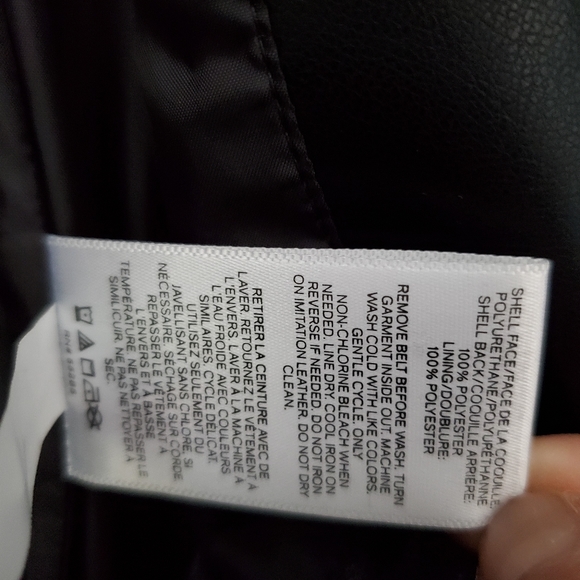 SHELL FACE/FACE DE LA COQUILLE
POLYURETHANE/POLYURÉTHANNE
SHELL BACK/COQUILLE ARRIÈRE:
100% POLYESTER
LINING/DOUBLURE:
100% POLYESTER
REMOVE BELT BEFORE WASH. TURN
GARMENT INSIDE OUT MACHINE
WASH COLD WITH LIKE COLORS.
GENTLE CYCLE. ONLY
NON-CHLORINE BLEACH WHEN
NEEDED. LINE DRY. COOL IRON ON
REVERSE IF NEEDED. DO NOT IRON
ON IMITATION LEATHER. DO NOT DRY
CLEAN.
RETIRER LA CEINTURE AVEC DE
LAVER. RETOURNEZ LE VÊTEMENT À
L'ENVERS. LAVER À LA MACHINE À
L'EAU FROIDE AVEC COULEURS
SIMILAIRES, CYCLE DÉLICAT.
UTILISEZ SEULEMENT DU
JAVELLISANT SANS CHLORE, SI
NÉCESSAIRE. SÉCHAGE SUR CORDE.
REPASSER LE VÊTEMENT À
L'ENVERS ET À BASSE
TEMPÉRATURE. NE PAS REPASSER LE
SIMILICUIR. NE PAS NETTOYER À
SEC.